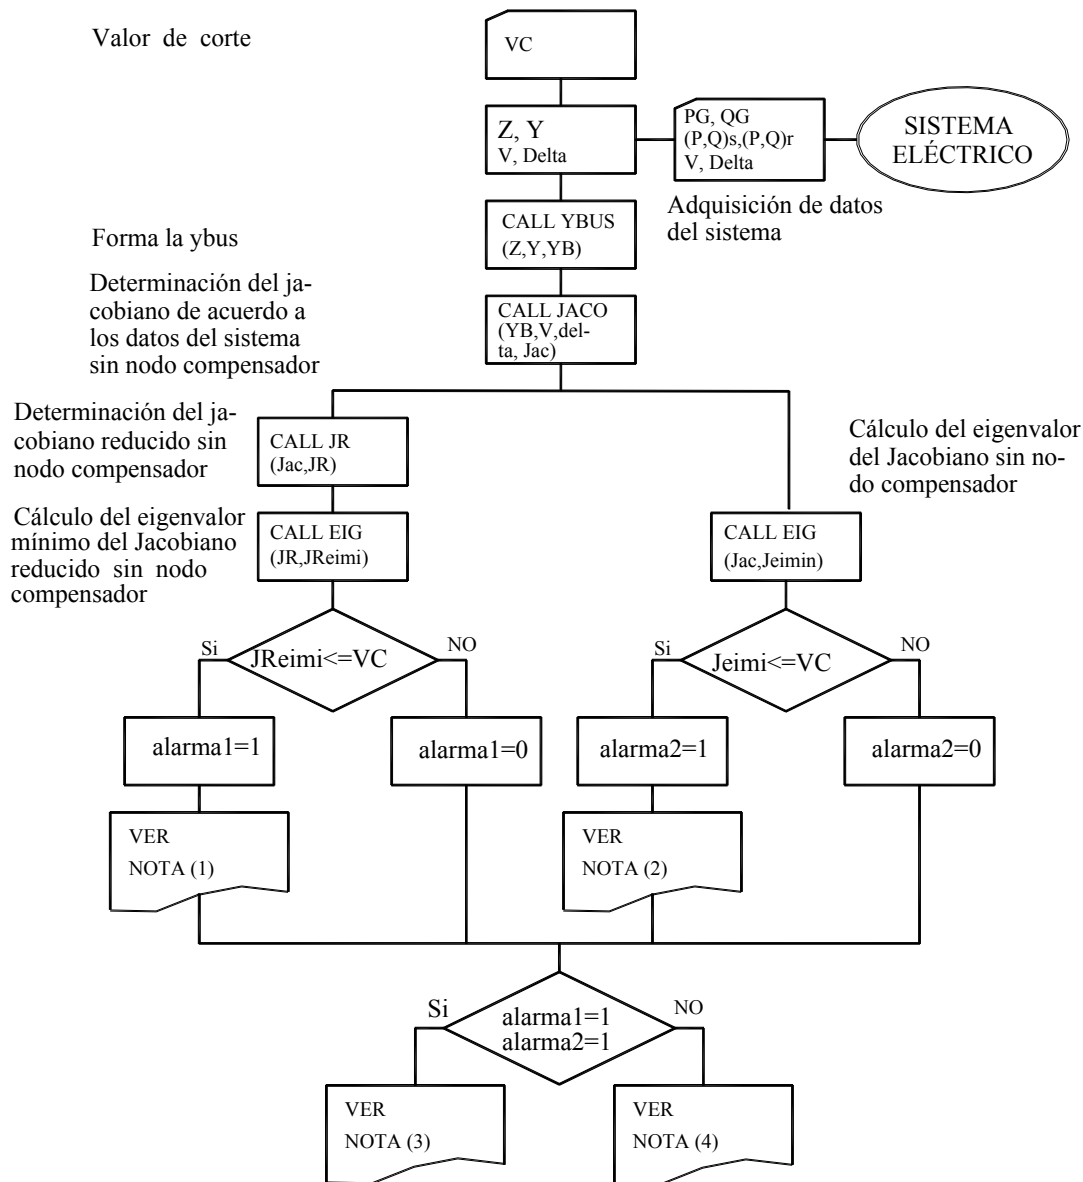 Valor de corte
VC
Z, Y
V, Delta
PG, QG
(P,Q)s,(P,Q)r
V, Delta
SISTEMA
ELÉCTRICO
Adquisición de datos
del sistema
Forma la ybus
CALL YBUS
(Z,Y,YB)
Determinación del ja-
cobiano de acuerdo a
los datos del sistema
sin nodo compensador
CALL JACO
(YB,V,del-
ta, Jac)
Determinación del ja-
cobiano reducido sin
nodo compensador
CALL JR
(Jac,JR)
Cálculo del eigenvalor
del Jacobiano sin no-
do compensador
Cálculo del eigenvalor
mínimo del Jacobiano
reducido sin nodo
compensador
CALL EIG
(JR,JReimi)
CALL EIG
(Jac,Jeimin)
Si
JReimi<=VC
NO
Si
Jeimi<=VC
NO
alarma1=1
alarma1=0
alarma2=1
alarma2=0
VER
NOTA (1)
VER
NOTA (2)
Si
alarma1=1
alarma2=1
NO
VER
NOTA (3)
VER
NOTA (4)